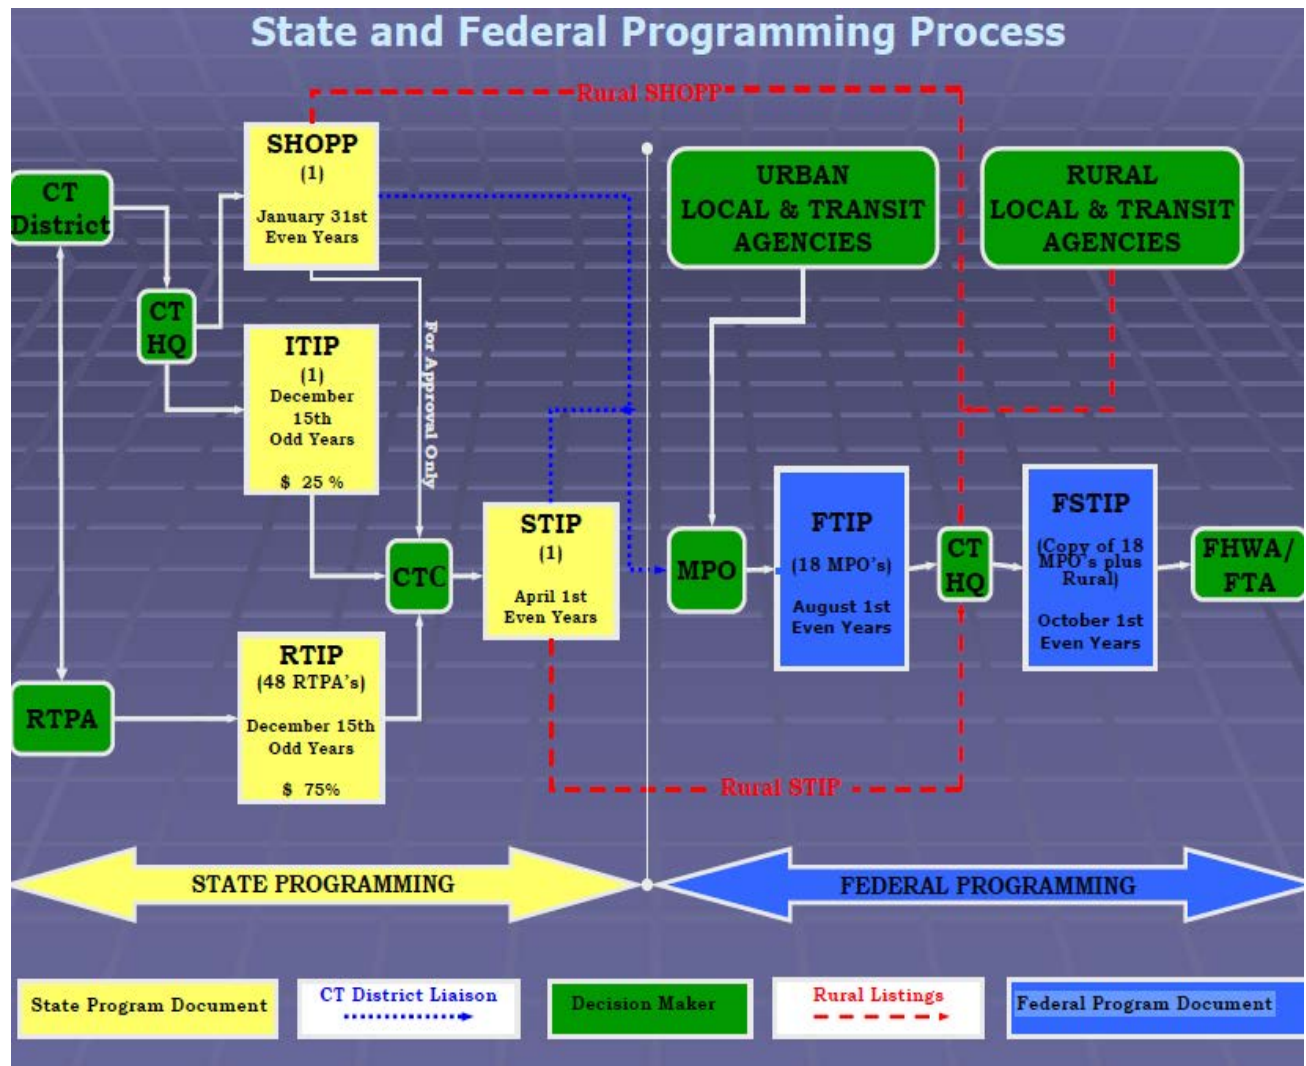 State and Federal Programming Process
Rural SHOPP
SHOPP
(1)
January 31st
Even Years
CT
District
CT
HQ
ITIP
(1)
December
15th
Odd Years
$ 25 %
For Approval Only
CTC
STIP
(1)
April 1st
Even Years
RTPA
RTIP
(48 RTPA's)
December 15th
Odd Years
$ 75%
Rural STIP
URBAN
LOCAL & TRANSIT
AGENCIES
RURAL
LOCAL & TRANSIT
AGENCIES
MPO
FTIP
(18 MPO's)
August 1st
Even Years
CT
HQ
FSTIP
(Copy of 18
MPO's plus
Rural)
October 1st
Even Years
FHWA/
FTA
STATE PROGRAMMING
FEDERAL PROGRAMMING
State Program Document
CT District Liaison
Decision Maker
Rural Listings
Federal Program Document